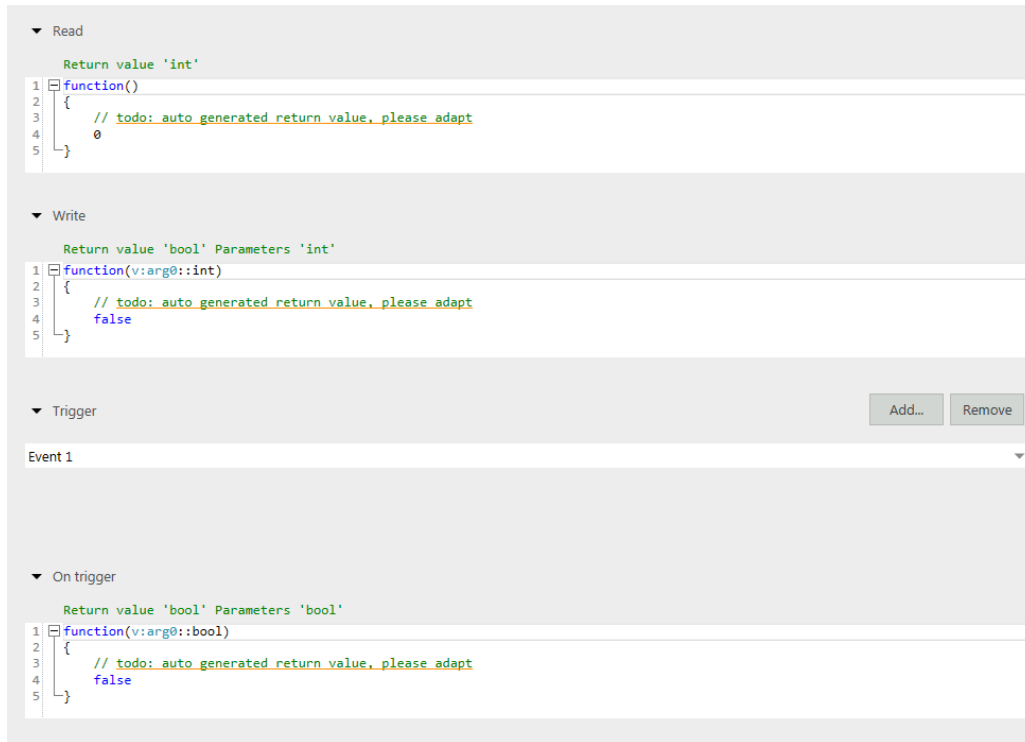 Read
Return value 'int'
1 function()
2 {
3 // todo: auto generated return value, please adapt
4 0
5 }
Write
Return value 'bool' Parameters 'int'
1 function(v:arg0::int)
2 {
3 // todo: auto generated return value, please adapt
4 false
5 }
Trigger Add... Remove
Event 1
On trigger
Return value 'bool' Parameters 'bool'
1 function(v:arg0::bool)
2 {
3 // todo: auto generated return value, please adapt
4 false
5 }